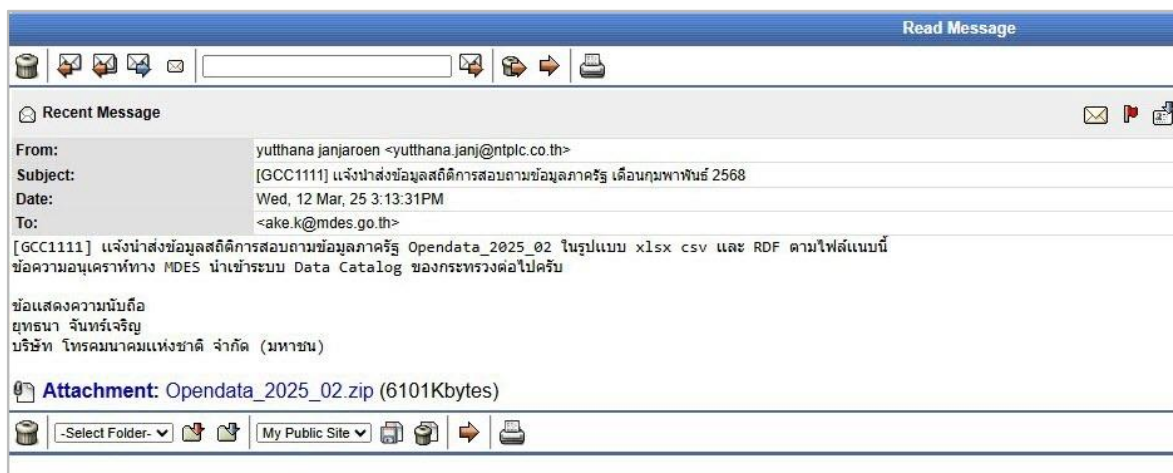 Read Message
Recent Message
From: yutthana janjaroen <yutthana.janj@ntplc.co.th>
Subject: [GCC1111] แจ้งนำส่งข้อมูลสถิติการสอบถามข้อมูลภาครัฐ เดือนกุมพาพันธ์ 2568
Date: Wed, 12 Mar, 25 3:13:31PM
To: <ake.k@mdes.go.th>
[GCC1111] แจ้งนำส่งข้อมูลสถิติการสอบถามข้อมูลภาครัฐ Opendata_2025_02 ในรูปแบบ xlsx csv และ RDF ตามไฟล์แนบนี้
ข้อความอนุเคราห์ทาง MDES นำเข้าระบบ Data Catalog ของกระทรวงต่อไปครับ
ข้อแสดงความนับถือ
ยุทธนา จันทร์เจริญ
บริษัท โทรคมนาคมแห่งชาติ จำกัด (มหาชน)
Attachment: Opendata_2025_02.zip (6101Kbytes)
-Select Folder- My Public Site